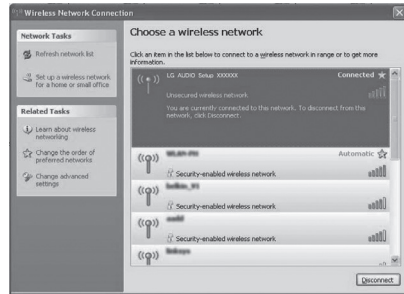 Wireless Network Connection
Network Tasks
Refresh network list
Set up a wireless network
for a home or small office
Related Tasks
Learn about wireless
networking
Change the order of
preferred networks
Change advanced
settings
Choose a wireless network
Click an item in the list below to connect to a wireless network in range or to get more
information.
LG AUDIO Setup XXXXXX
Connected
Unsecured wireless network
You are currently connected to this network. To disconnect from this
network, click Disconnect.
Automatic
Security-enabled wireless network
Security-enabled wireless network
Security-enabled wireless network
Disconnect